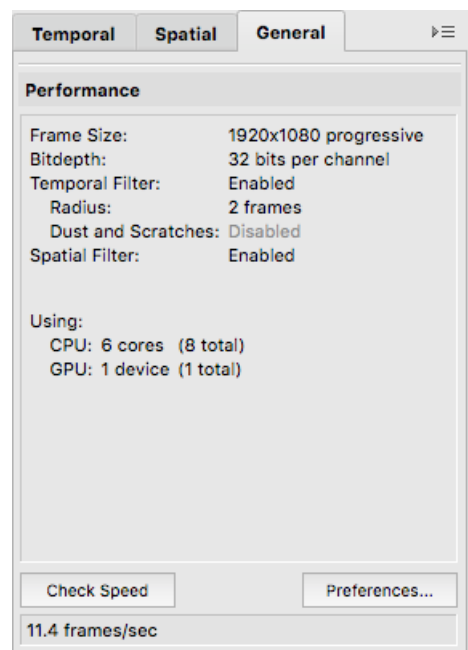 Temporal Spatial General
Performance
Frame Size: 1920x1080 progressive
Bitdepth: 32 bits per channel
Temporal Filter: Enabled
Radius: 2 frames
Dust and Scratches: Disabled
Spatial Filter: Enabled
Using:
CPU: 6 cores (8 total)
GPU: 1 device (1 total)
Check Speed Preferences...
11.4 frames/sec